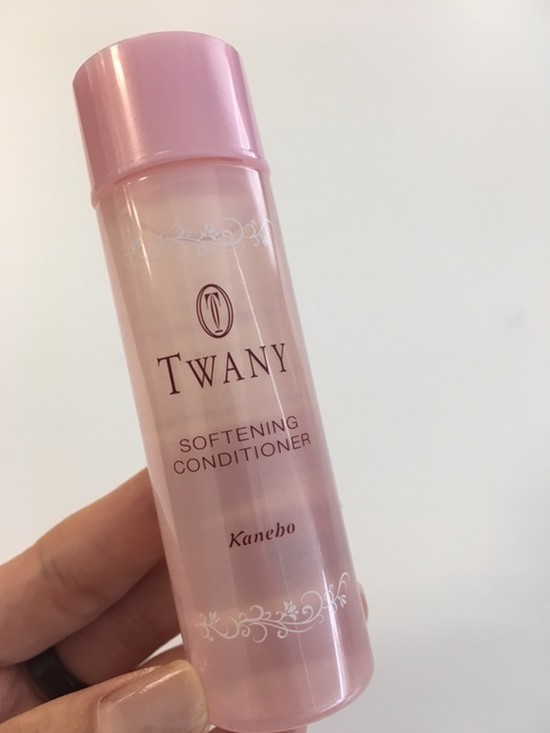 T
TWANY
SOFTENING
CONDITIONER
Kanebo